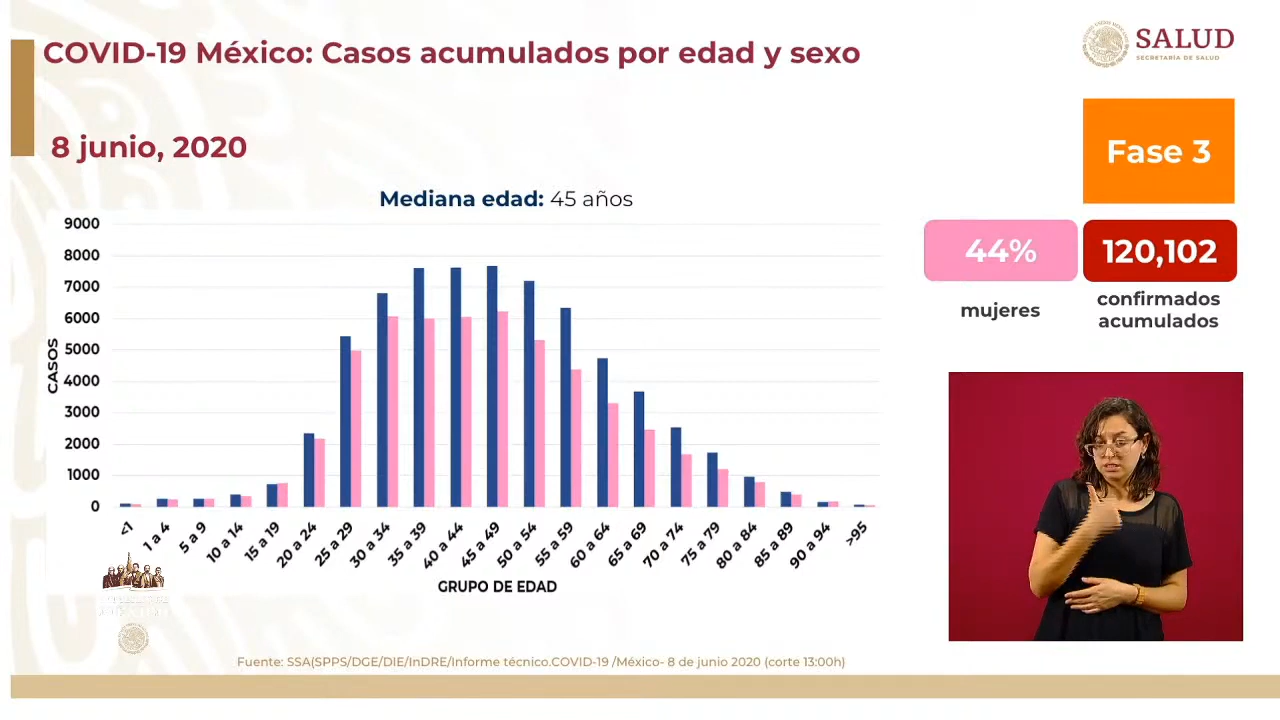 COVID-19 México: Casos acumulados por edad y sexo
SALUD
SECRETARÍA DE SALUD
8 junio, 2020
Fase 3
Mediana edad: 45 años
44%
mujeres
120,102
confirmados
acumulados
9000
8000
7000
6000
5000
4000
3000
2000
1000
0
CASOS
<1
1 a 4
5 a 9
10 a 14
15 a 19
20 a 24
25 a 29
30 a 34
35 a 39
40 a 44
45 a 49
50 a 54
55 a 59
60 a 64
65 a 69
70 a 74
75 a 79
80 a 84
85 a 89
90 a 94
>95
GRUPO DE EDAD
Fuente: SSA(SPPS/DGE/DIE/InDRE/Informe técnico.COVID-19 /México- 8 de junio 2020 (corte 13:00h)